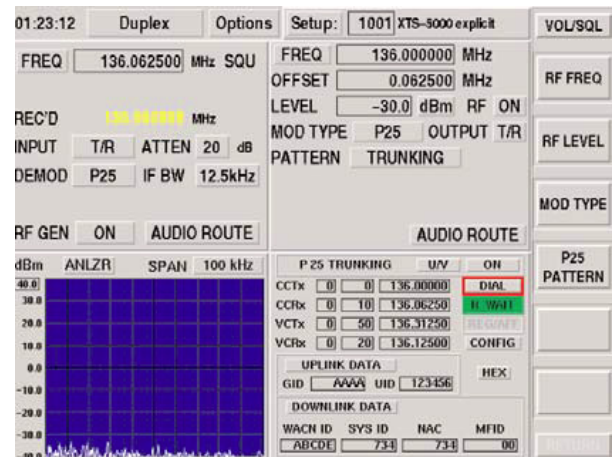 01:23:12 Duplex Options Setup: 1001 XTS-5000 explicit VOL/SQL
FREQ 136.062500 MHz SQU
REC'D MHz
INPUT T/R ATTEN 20 dB
DEMOD P25 IF BW 12.5kHz
RF GEN ON AUDIO ROUTE
FREQ 136.000000 MHz
OFFSET 0.062500 MHz
LEVEL -30.0 dBm RF ON
MOD TYPE P25 OUTPUT T/R
PATTERN TRUNKING
AUDIO ROUTE
RF FREQ
RF LEVEL
MOD TYPE
P25
PATTERN
RETURN
dBm ANLZR SPAN 100 kHz
40.0
30.0
20.0
10.0
0.0
-10.0
-20.0
-30.0
P25 TRUNKING U/V ON
CCTx 0 0 136.00000 DIAL
CCRx 0 10 136.06250 H_WAIT
VCTx 0 50 136.31250 REG/AFF
VCRx 0 20 136.12500 CONFIG
UPLINK DATA HEX
GID AAAA UID 123456
DOWNLINK DATA
WACN ID SYS ID NAC MFID
ABCDE 734 734 00